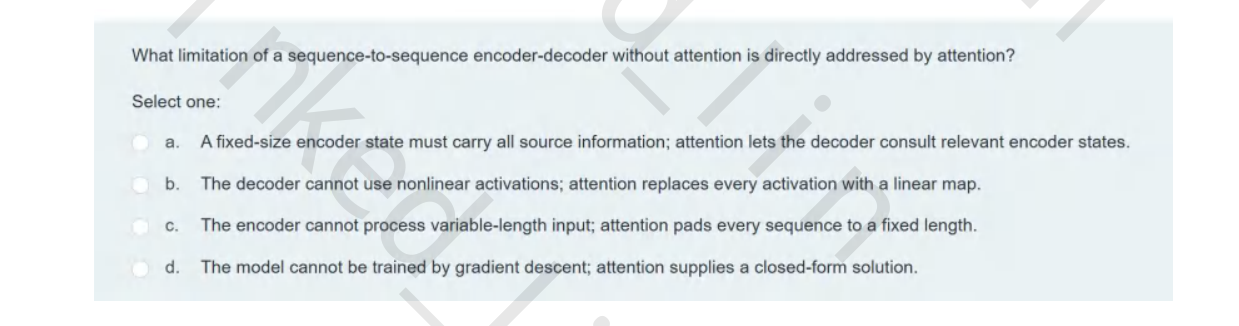 What limitation of a sequence-to-sequence encoder-decoder without attention is directly addressed by attention?
Select one:
a. A fixed-size encoder state must carry all source information; attention lets the decoder consult relevant encoder states.
b. The decoder cannot use nonlinear activations; attention replaces every activation with a linear map.
c. The encoder cannot process variable-length input; attention pads every sequence to a fixed length.
d. The model cannot be trained by gradient descent; attention supplies a closed-form solution.